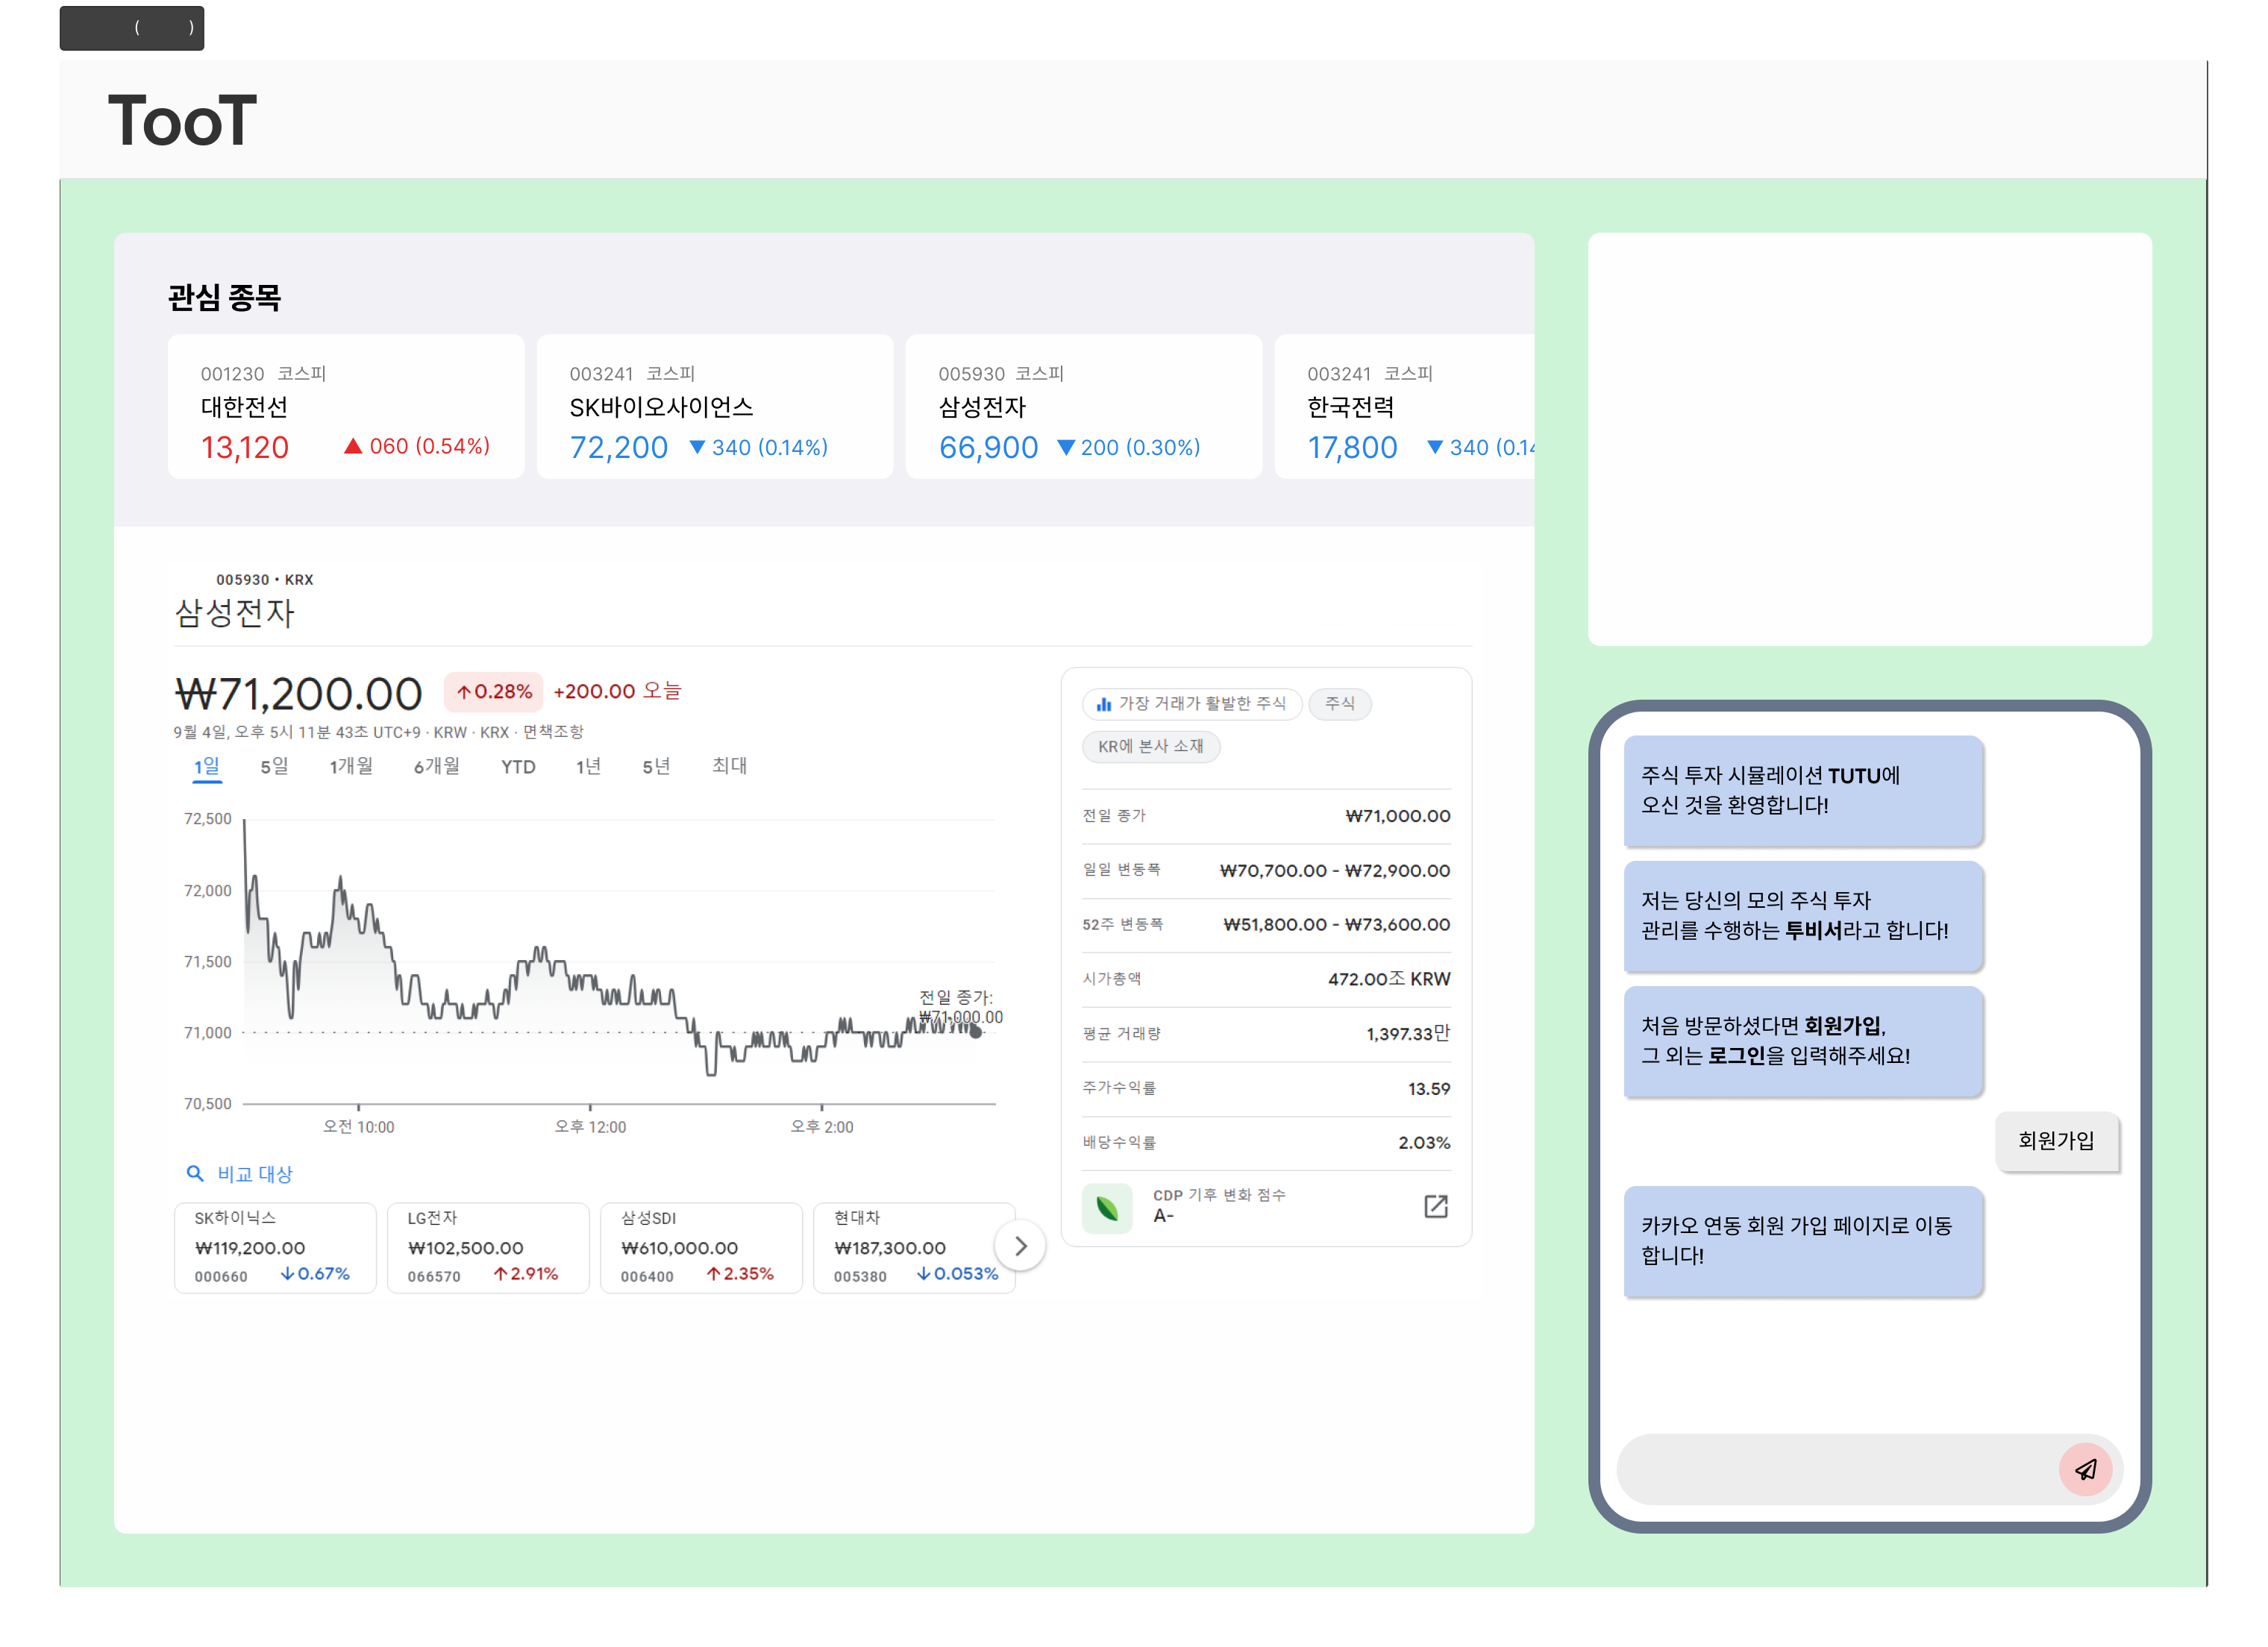 ( )
TooT
관심 종목
001230 코스피
대한전선
13,120 ▲ 060 (0.54%)
003241 코스피
SK바이오사이언스
72,200 ▼ 340 (0.14%)
005930 코스피
삼성전자
66,900 ▼ 200 (0.30%)
003241 코스피
한국전력
17,800 ▼ 340 (0.14
005930 • KRX
삼성전자
₩71,200.00 ↑0.28% +200.00 오늘
9월 4일, 오후 5시 11분 43초 UTC+9 · KRW · KRX · 면책조항
1일 5일 1개월 6개월 YTD 1년 5년 최대
72,500
72,000
71,500
71,000
70,500
전일 종가:
₩71,000.00
오전 10:00 오후 12:00 오후 2:00
비교 대상
SK하이닉스
₩119,200.00
000660 ↓0.67%
LG전자
₩102,500.00
066570 ↑2.91%
삼성SDI
₩610,000.00
006400 ↑2.35%
현대차
₩187,300.00
005380 ↓0.053%
가장 거래가 활발한 주식 주식
KR에 본사 소재
전일 종가 ₩71,000.00
일일 변동폭 ₩70,700.00 - ₩72,900.00
52주 변동폭 ₩51,800.00 - ₩73,600.00
시가총액 472.00조 KRW
평균 거래량 1,397.33만
주가수익률 13.59
배당수익률 2.03%
CDP 기후 변화 점수
A-
주식 투자 시뮬레이션 TUTU에
오신 것을 환영합니다!
저는 당신의 모의 주식 투자
관리를 수행하는 투비서라고 합니다!
처음 방문하셨다면 회원가입,
그 외는 로그인을 입력해주세요!
회원가입
카카오 연동 회원 가입 페이지로 이동
합니다!